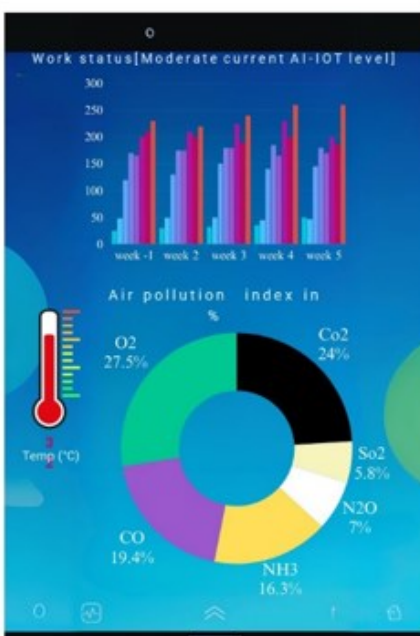 Work status[Moderate current AI-IOT level]
300
250
200
150
100
50
0
week -1 week 2 week 3 week 4 week 5
Air pollution index in
%
O2
27.5%
Co2
24%
So2
5.8%
N2O
7%
NH3
16.3%
CO
19.4%
Temp (°C)